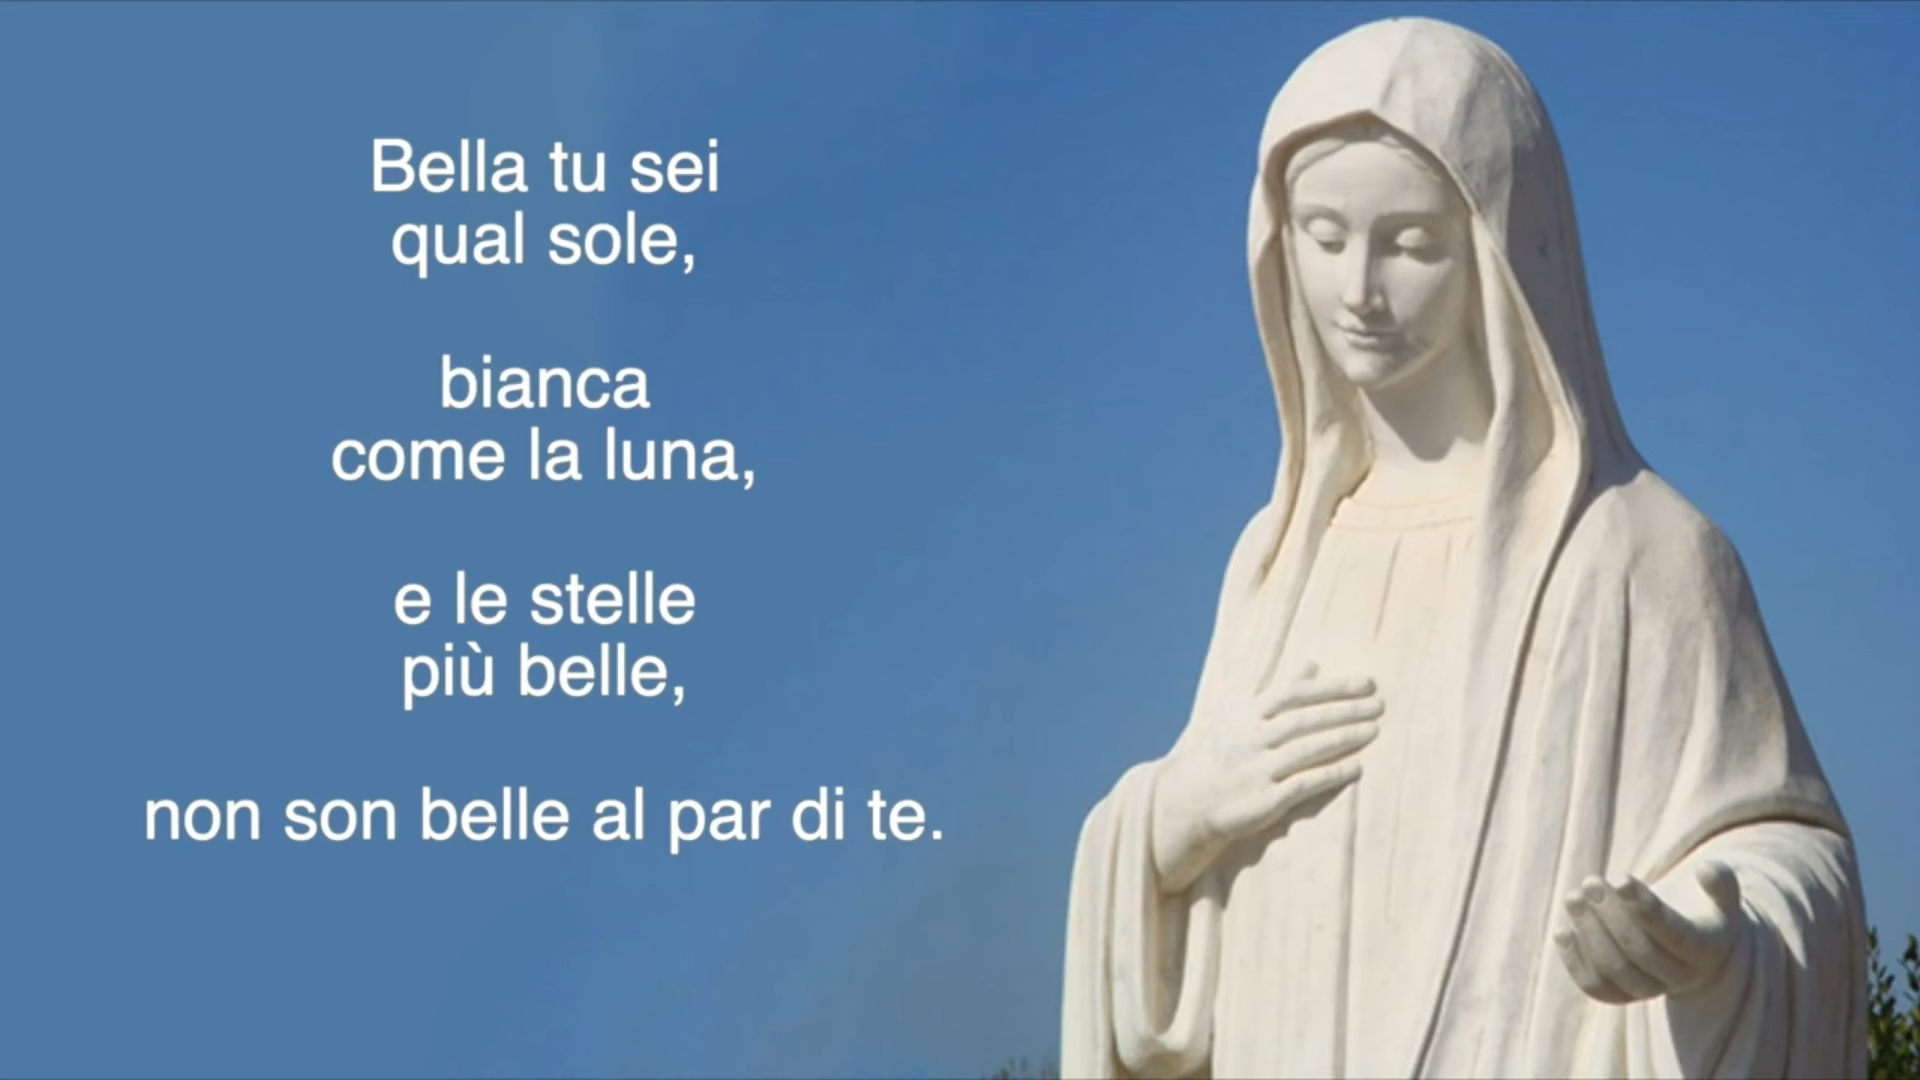 Bella tu sei
qual sole,
bianca
come la luna,
e le stelle
più belle,
non son belle al par di te.